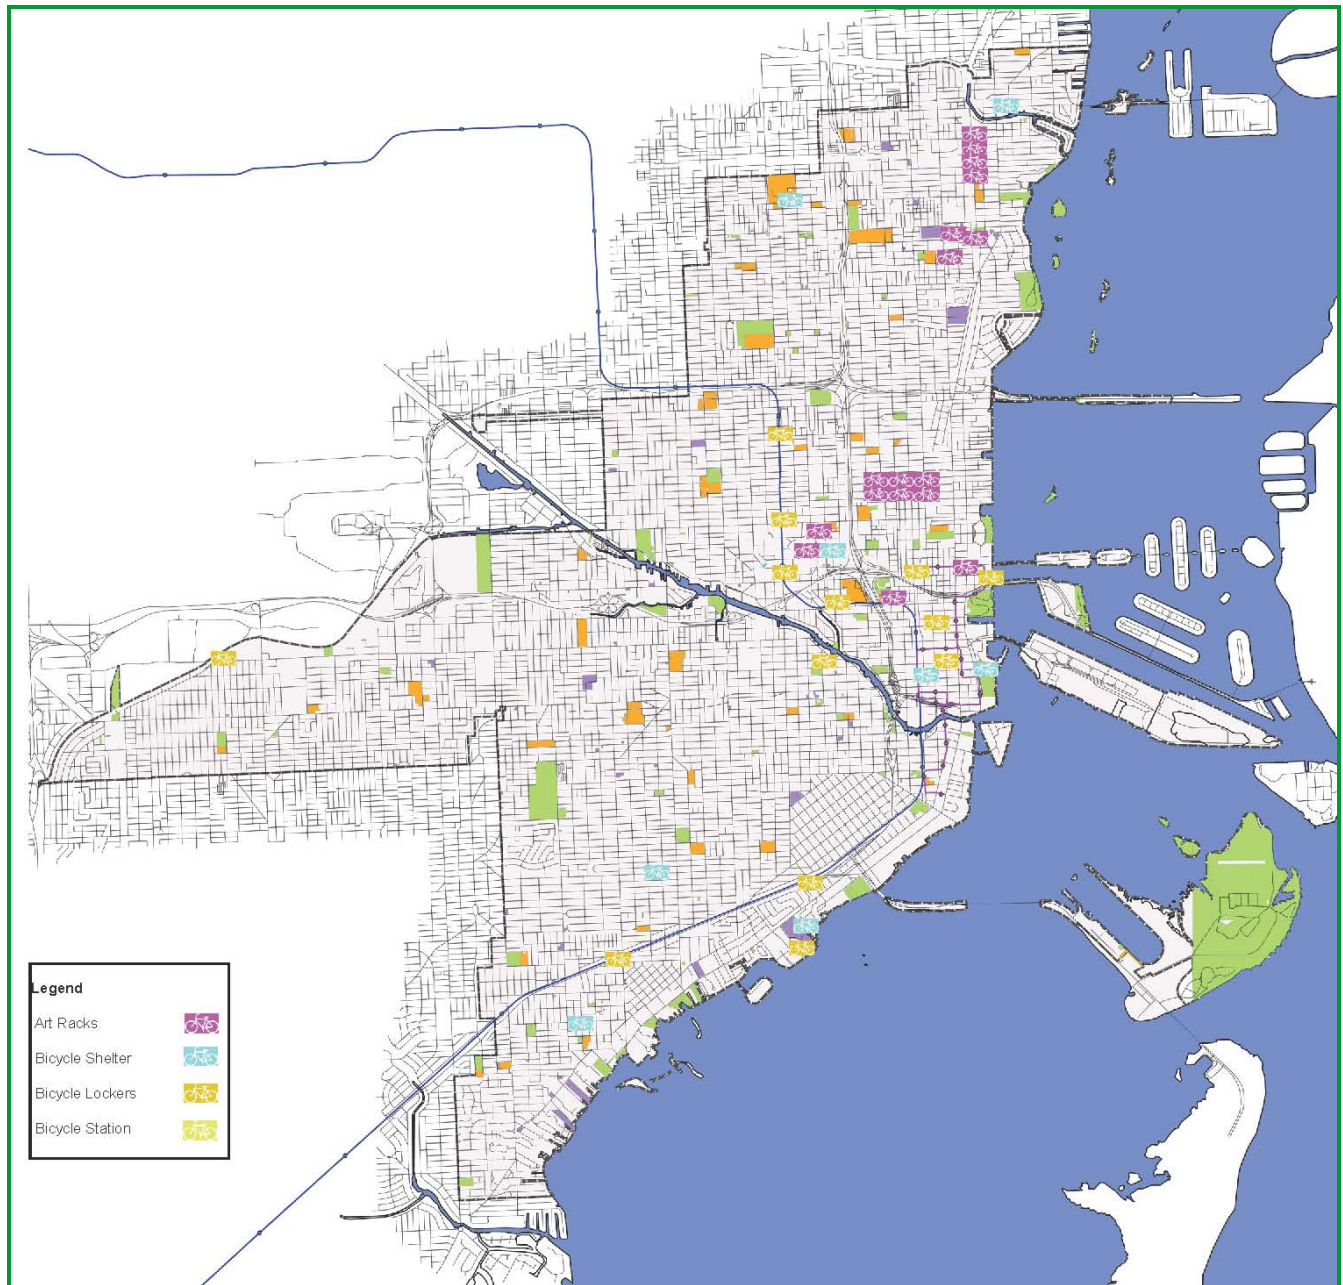 Legend
Art Racks
Bicycle Shelter
Bicycle Lockers
Bicycle Station